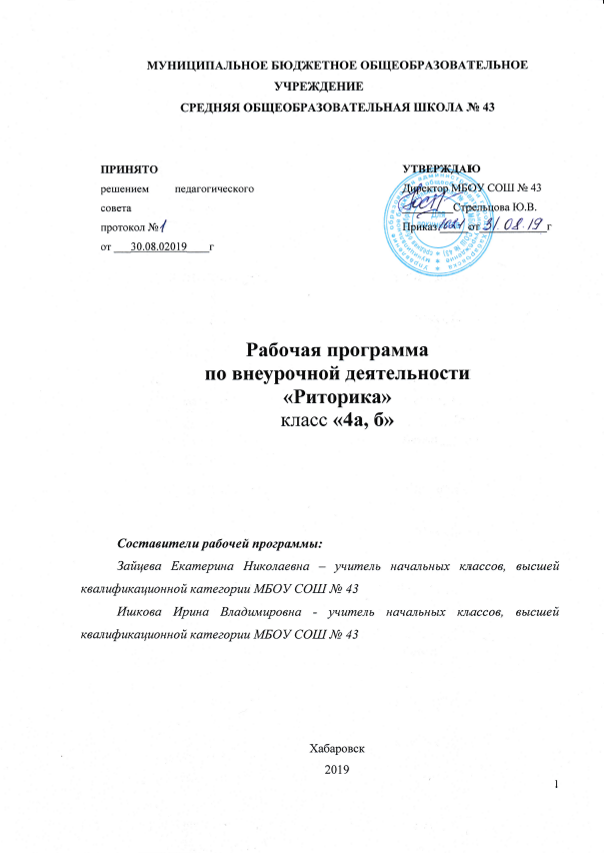 МУНИЦИПАЛЬНОЕ БЮДЖЕТНОЕ ОБЩЕОБРАЗОВАТЕЛЬНОЕ
УЧРЕЖДЕНИЕ
СРЕДНЯЯ ОБЩЕОБРАЗОВАТЕЛЬНАЯ ШКОЛА № 43
ПРИНЯТО
решением педагогического
совета
протокол № 1
от 30.08.02019 г
УТВЕРЖДАЮ
Директор МБОУ СОШ № 43
Стрельцова Ю.В.
Приказ от 31.08.19 г
Рабочая программа
по внеурочной деятельности
«Риторика»
класс «4а, б»
Составители рабочей программы:
Зайцева Екатерина Николаевна – учитель начальных классов, высшей
квалификационной категории МБОУ СОШ № 43
Ишкова Ирина Владимировна - учитель начальных классов, высшей
квалификационной категории МБОУ СОШ № 43
Хабаровск
2019
1